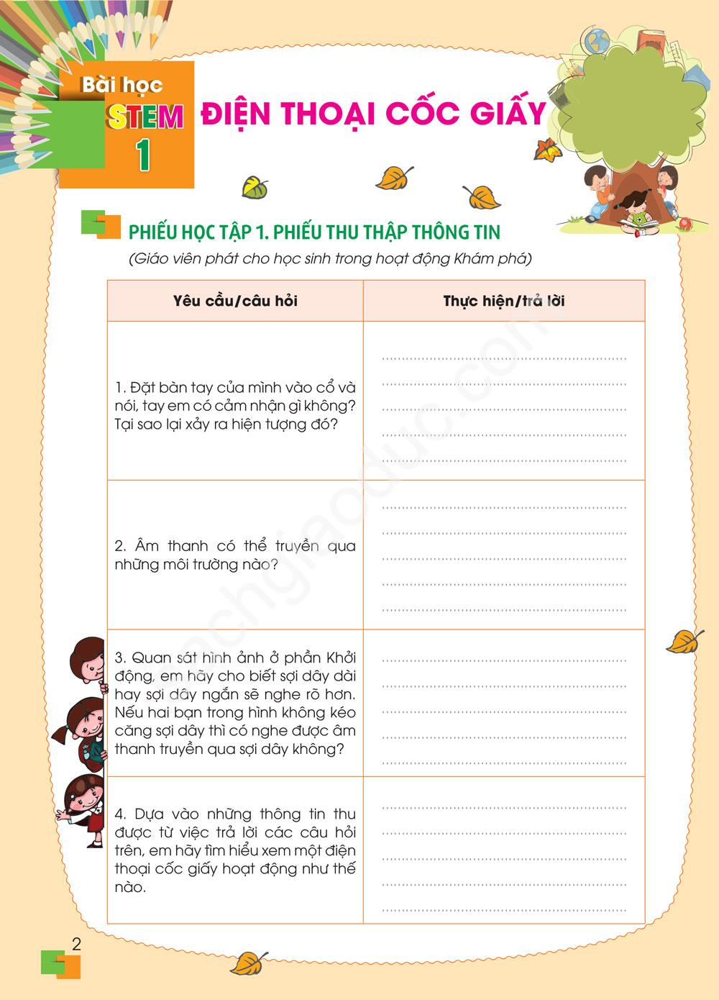 Bài học
STEM
1
ĐIỆN THOẠI CỐC GIẤY
PHIẾU HỌC TẬP 1. PHIẾU THU THẬP THÔNG TIN
(Giáo viên phát cho học sinh trong hoạt động Khám phá)
Yêu cầu/câu hỏi
Thực hiện/trả lời
1. Đặt bàn tay của mình vào cổ và
nói, tay em có cảm nhận gì không?
Tại sao lại xảy ra hiện tượng đó?
2. Âm thanh có thể truyền qua
những môi trường nào?
3. Quan sát hình ảnh ở phần Khởi
động, em hãy cho biết sợi dây dài
hay sợi dây ngắn sẽ nghe rõ hơn.
Nếu hai bạn trong hình không kéo
căng sợi dây thì có nghe được âm
thanh truyền qua sợi dây không?
4. Dựa vào những thông tin thu
được từ việc trả lời các câu hỏi
trên, em hãy tìm hiểu xem một điện
thoại cốc giấy hoạt động như thế
nào.
sachgiaoduc.com
2